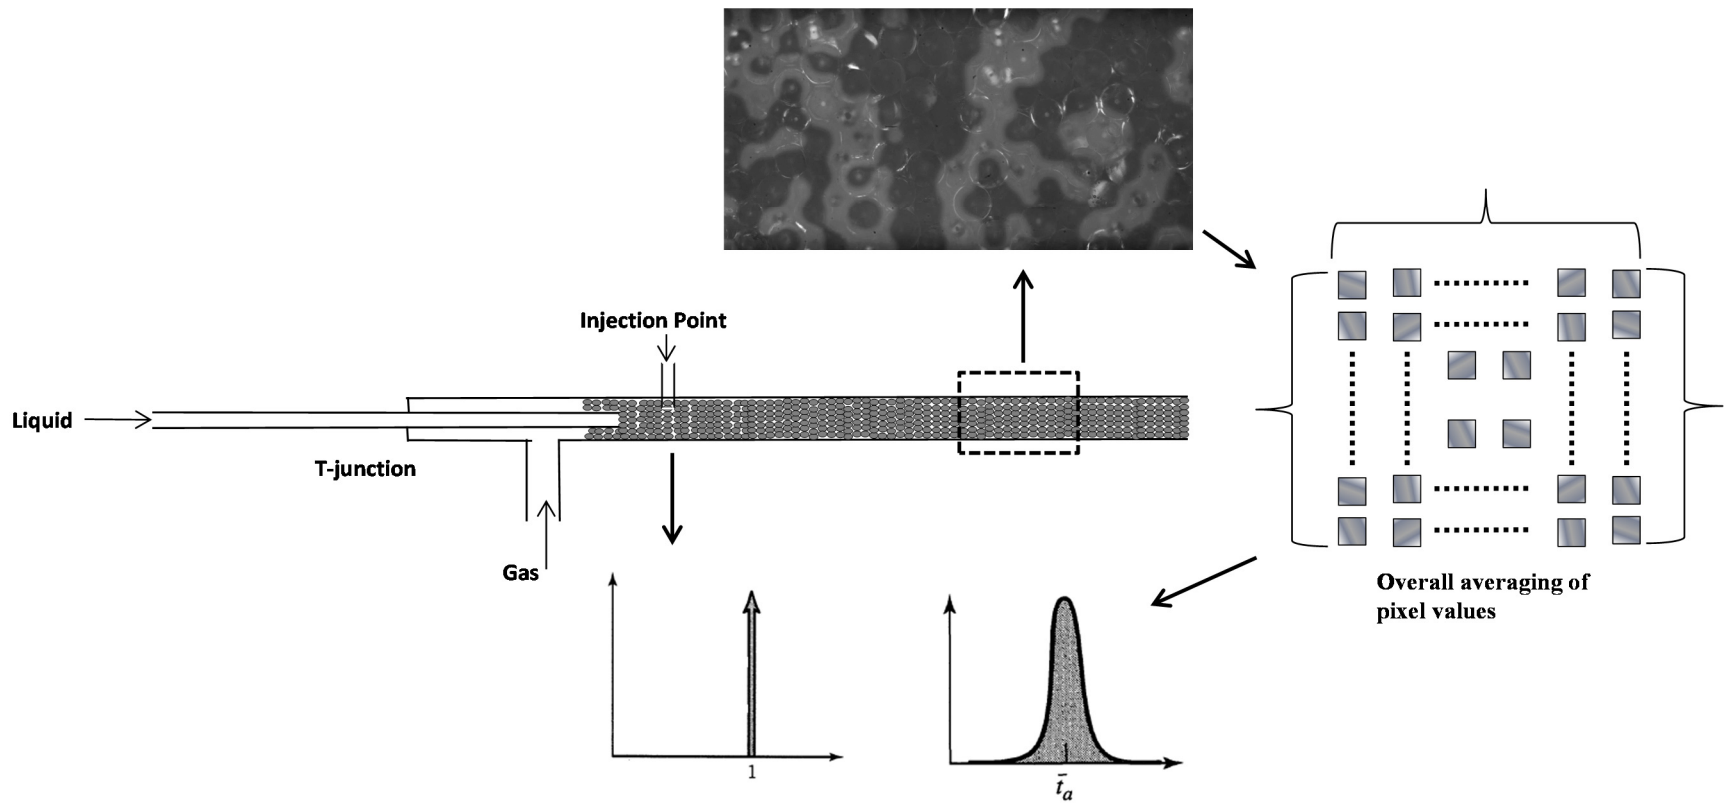 Injection Point
Liquid
T-junction
Gas
Overall averaging of
pixel values
1
t̄ₐ